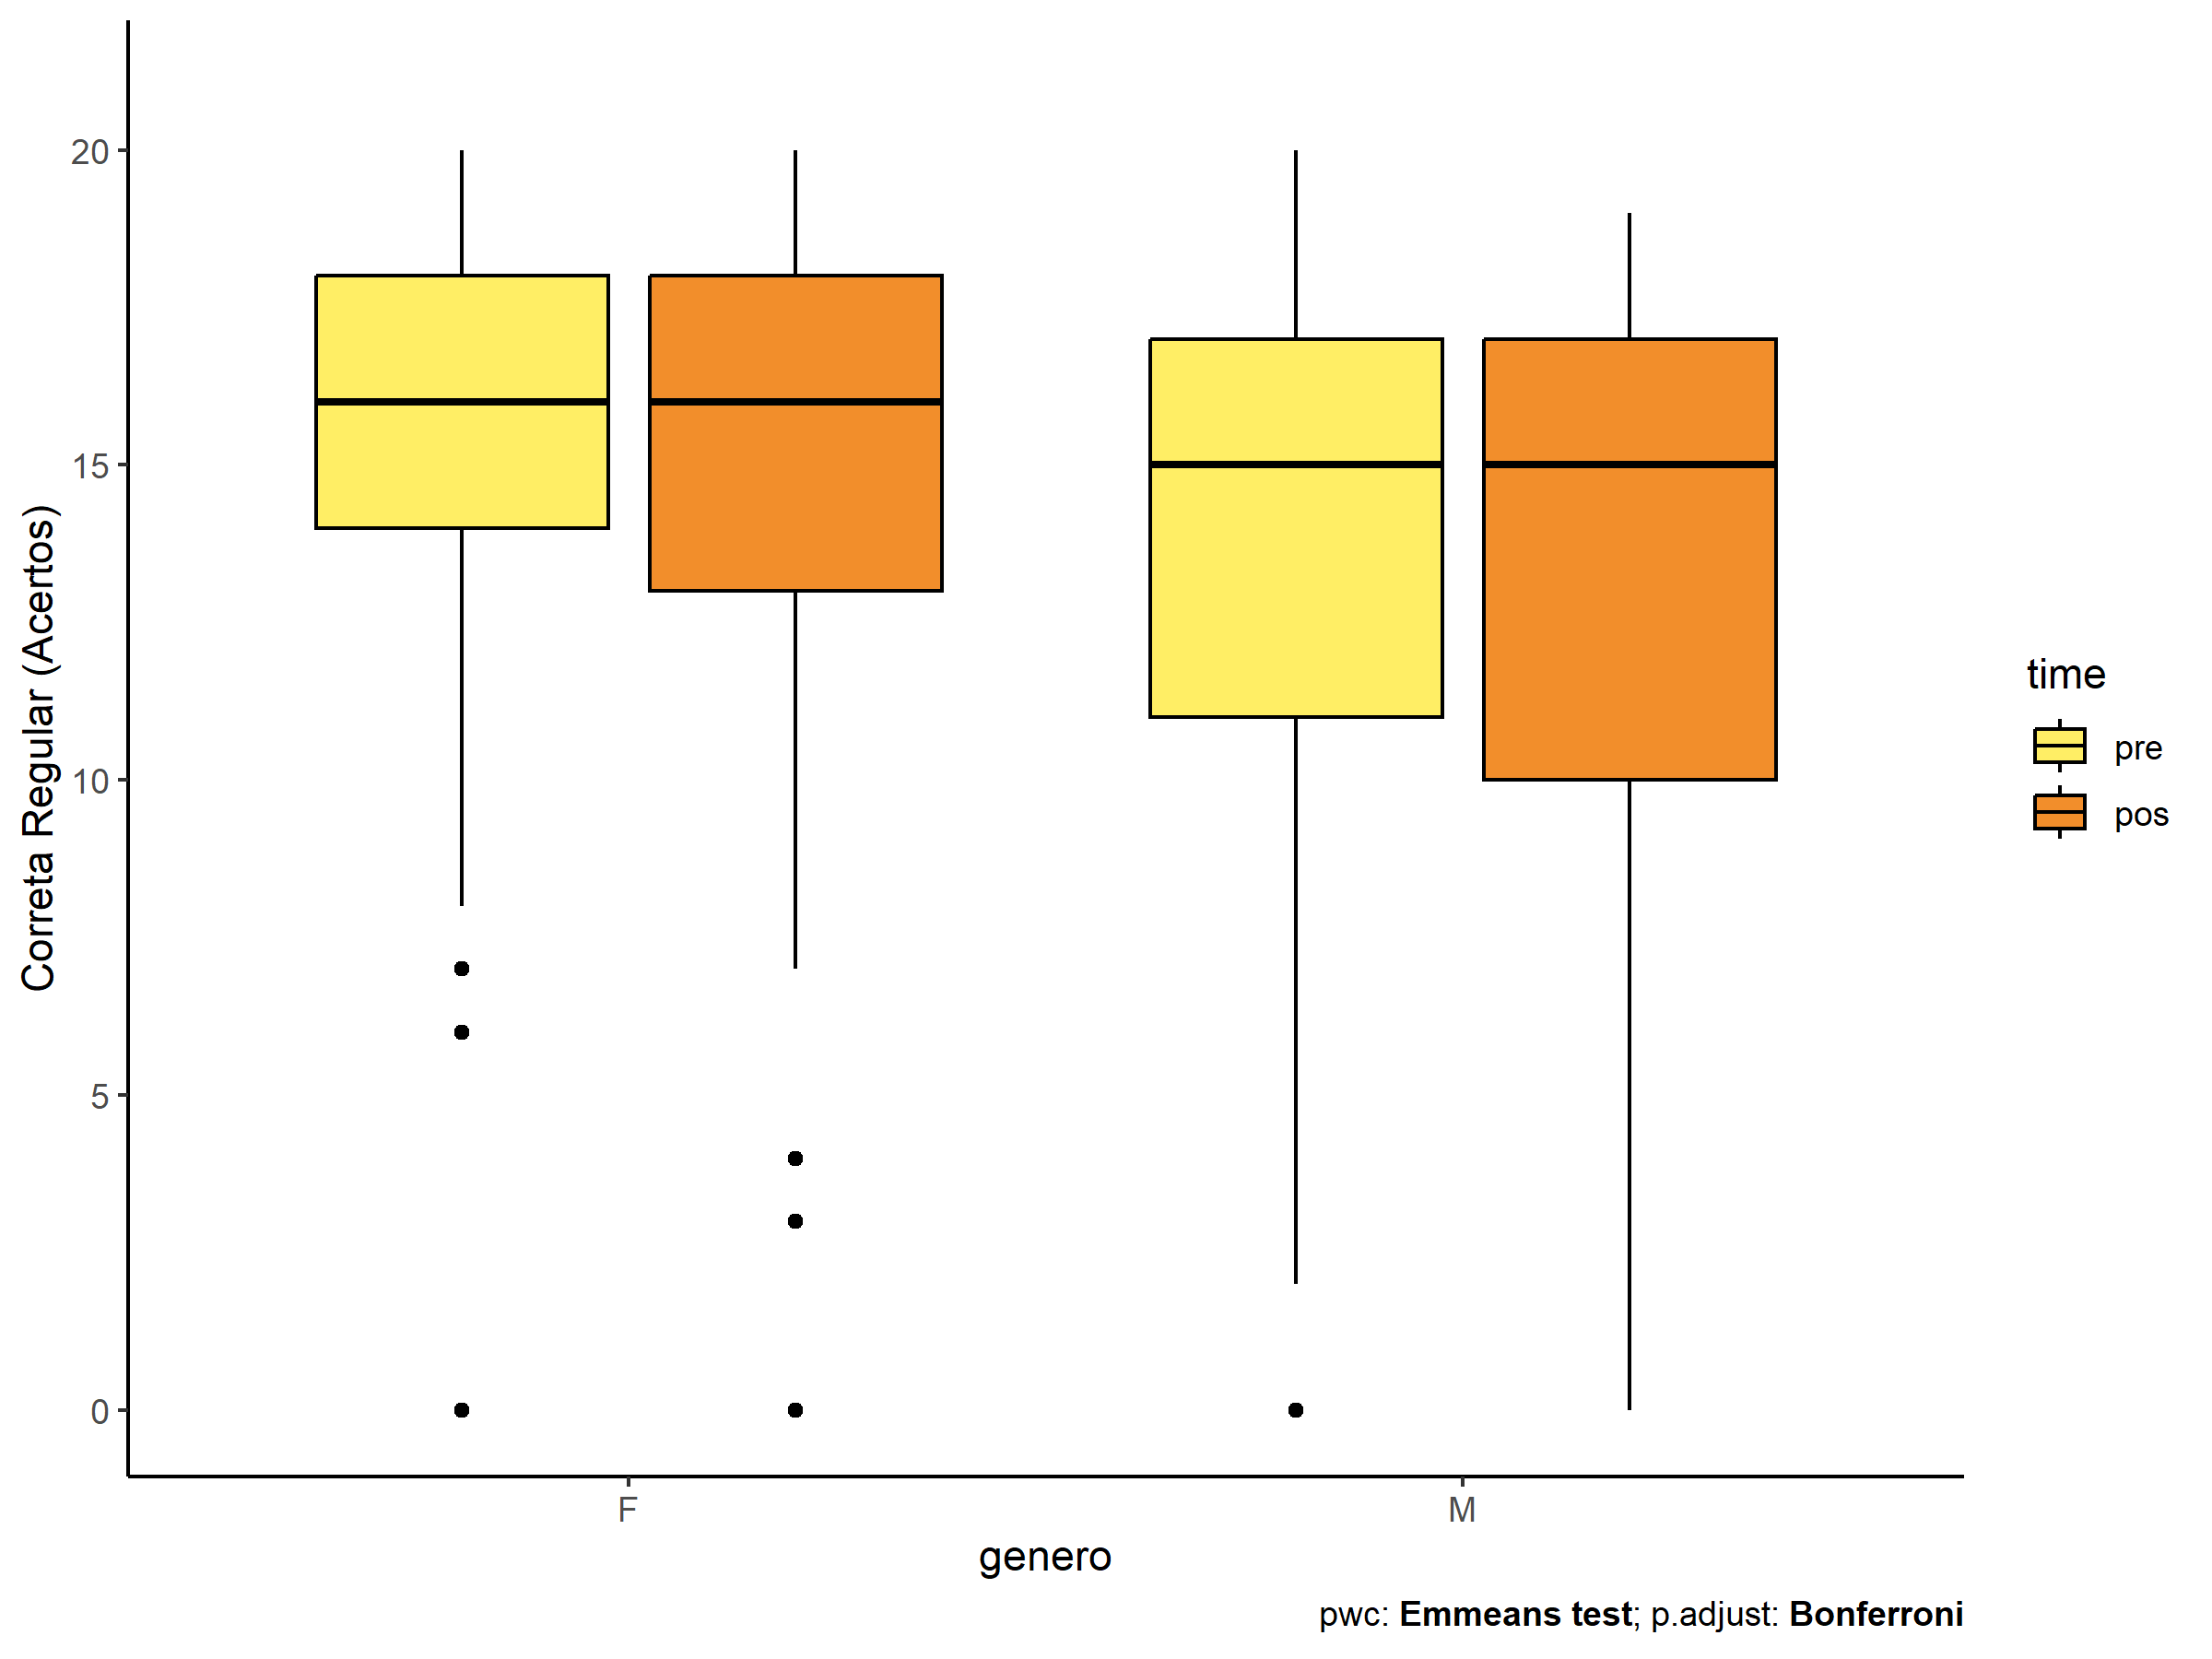 Correta Regular (Acertos)
20
15
10
5
0
F
M
genero
time
pre
pos
pwc: Emmeans test; p.adjust: Bonferroni